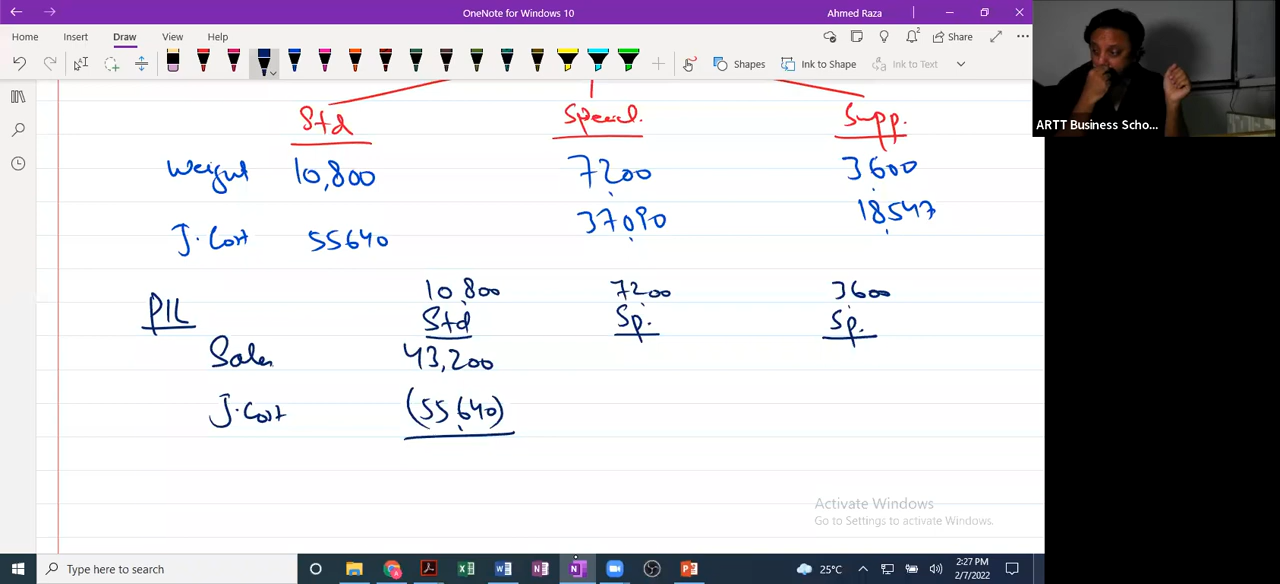 OneNote for Windows 10
Ahmed Raza
Home Insert Draw View Help
Share
Shapes Ink to Shape Ink to Text
ARTT Business Scho...
Std Special. Supp.
Weight 10,800 7200 3600
J. Cost 55640 37090 18547
10,800 7200 3600
P/L Std Sp. Sp.
Sales 43,200
J. Cost (55,640)
Activate Windows
Go to Settings to activate Windows.
Type here to search
25°C
2:27 PM
2/7/2022